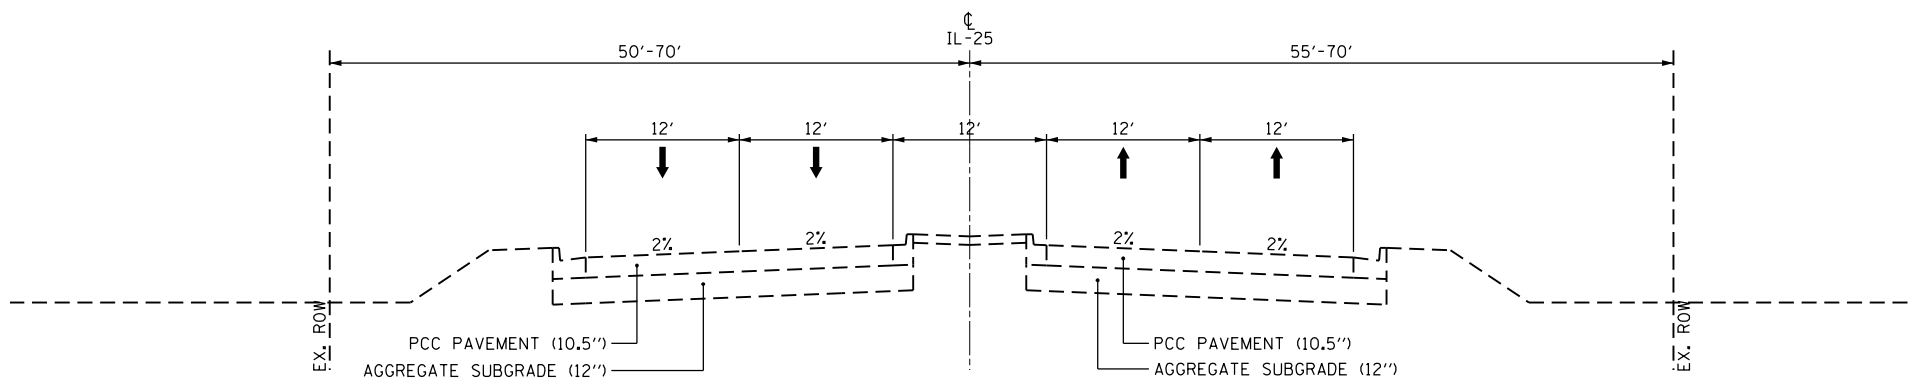 ℄
IL-25
50'-70'
55'-70'
12'
12'
12'
12'
12'
2%
2%
2%
2%
EX. ROW
EX. ROW
PCC PAVEMENT (10.5'')
AGGREGATE SUBGRADE (12'')
PCC PAVEMENT (10.5'')
AGGREGATE SUBGRADE (12'')